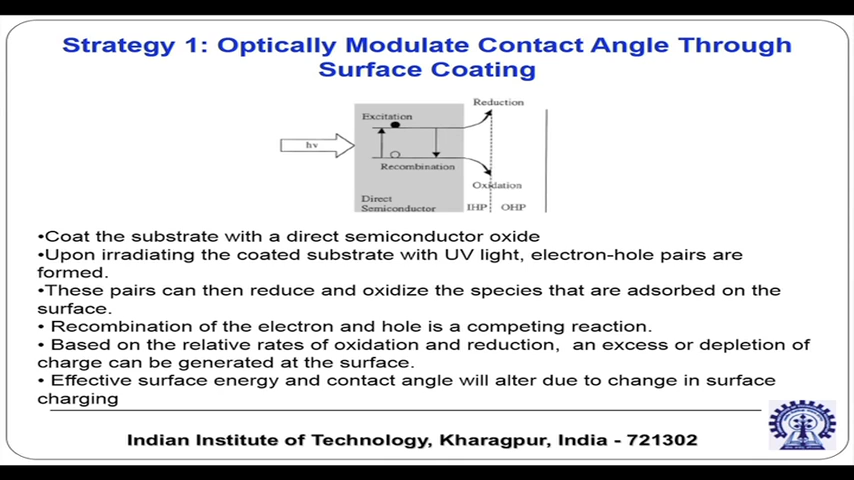 Strategy 1: Optically Modulate Contact Angle Through
Surface Coating
Reduction
Excitation
hν
Recombination
Oxidation
Direct
Semiconductor
IHP
OHP
•Coat the substrate with a direct semiconductor oxide
•Upon irradiating the coated substrate with UV light, electron-hole pairs are
formed.
•These pairs can then reduce and oxidize the species that are adsorbed on the
surface.
• Recombination of the electron and hole is a competing reaction.
•Based on the relative rates of oxidation and reduction,  an excess or depletion of
charge can be generated at the surface.
• Effective surface energy and contact angle will alter due to change in surface
charging
Indian Institute of Technology, Kharagpur, India - 721302